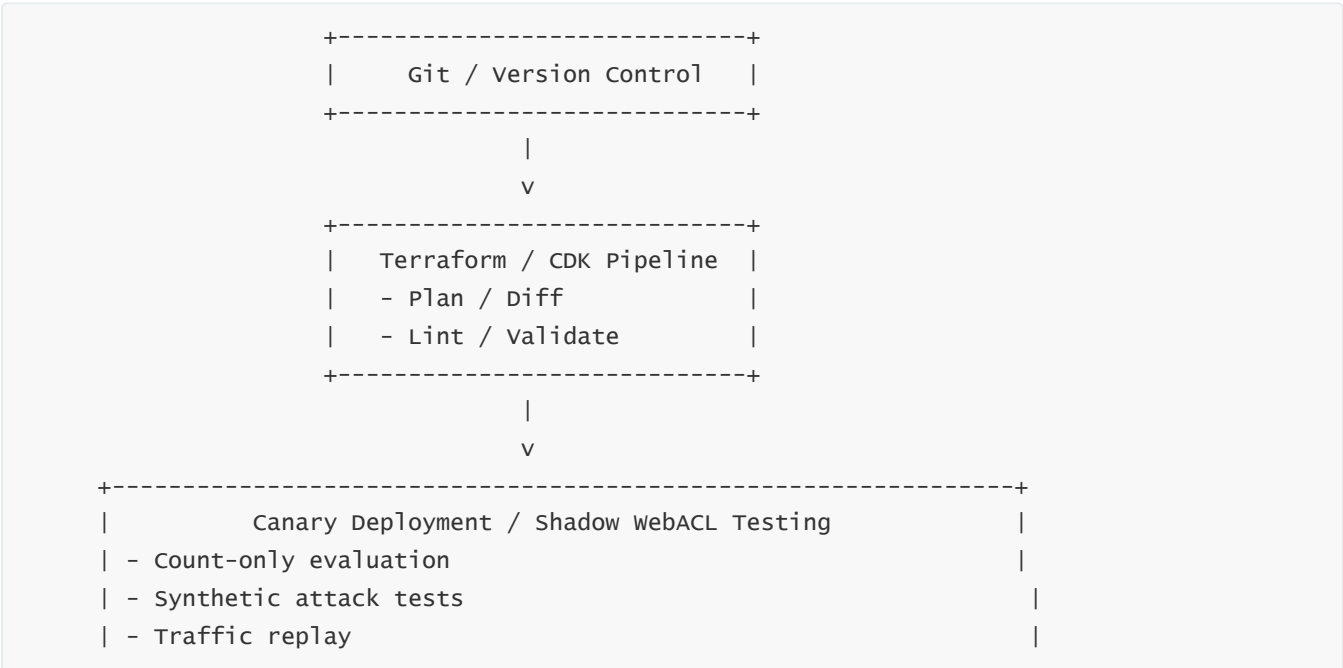 +-----------------------------+
|     Git / Version Control   |
+-----------------------------+
|
v
+-----------------------------+
|   Terraform / CDK Pipeline  |
|   - Plan / Diff             |
|   - Lint / Validate         |
+-----------------------------+
|
v
+----------------------------------------------------------------+
|          Canary Deployment / Shadow WebACL Testing             |
| - Count-only evaluation                                        |
| - Synthetic attack tests                                        |
| - Traffic replay                                                |